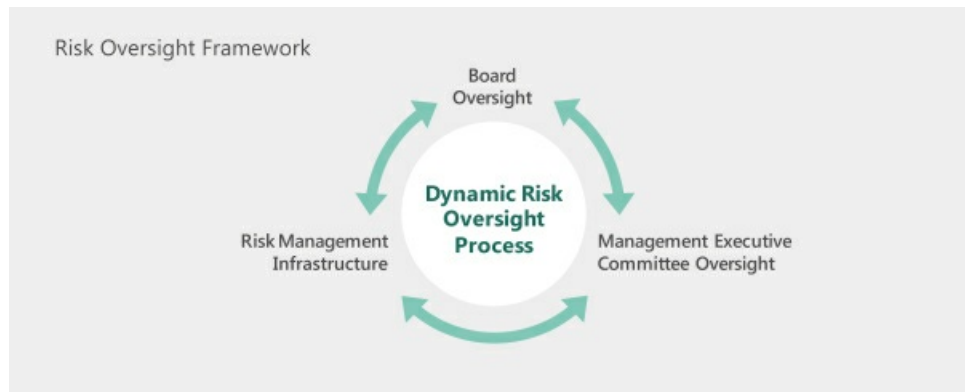 Risk Oversight Framework
Board
Oversight
Dynamic Risk
Oversight
Process
Risk Management
Infrastructure
Management Executive
Committee Oversight